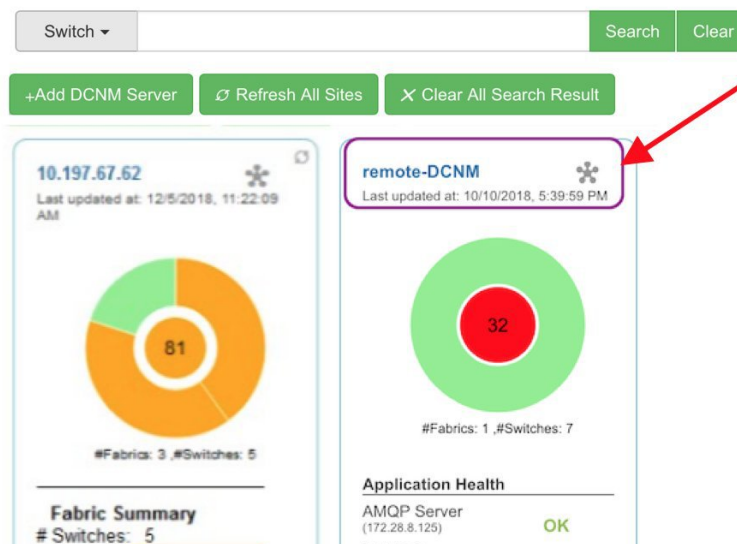 Switch
Search
Clear
+Add DCNM Server
Refresh All Sites
Clear All Search Result
10.197.67.62
Last updated at: 12/5/2018, 11:22:09
AM
81
#Fabrics: 3 ,#Switches: 5
Fabric Summary
# Switches: 5
remote-DCNM
Last updated at: 10/10/2018, 5:39:59 PM
32
#Fabrics: 1 ,#Switches: 7
Application Health
AMQP Server
(172.28.8.125)
OK